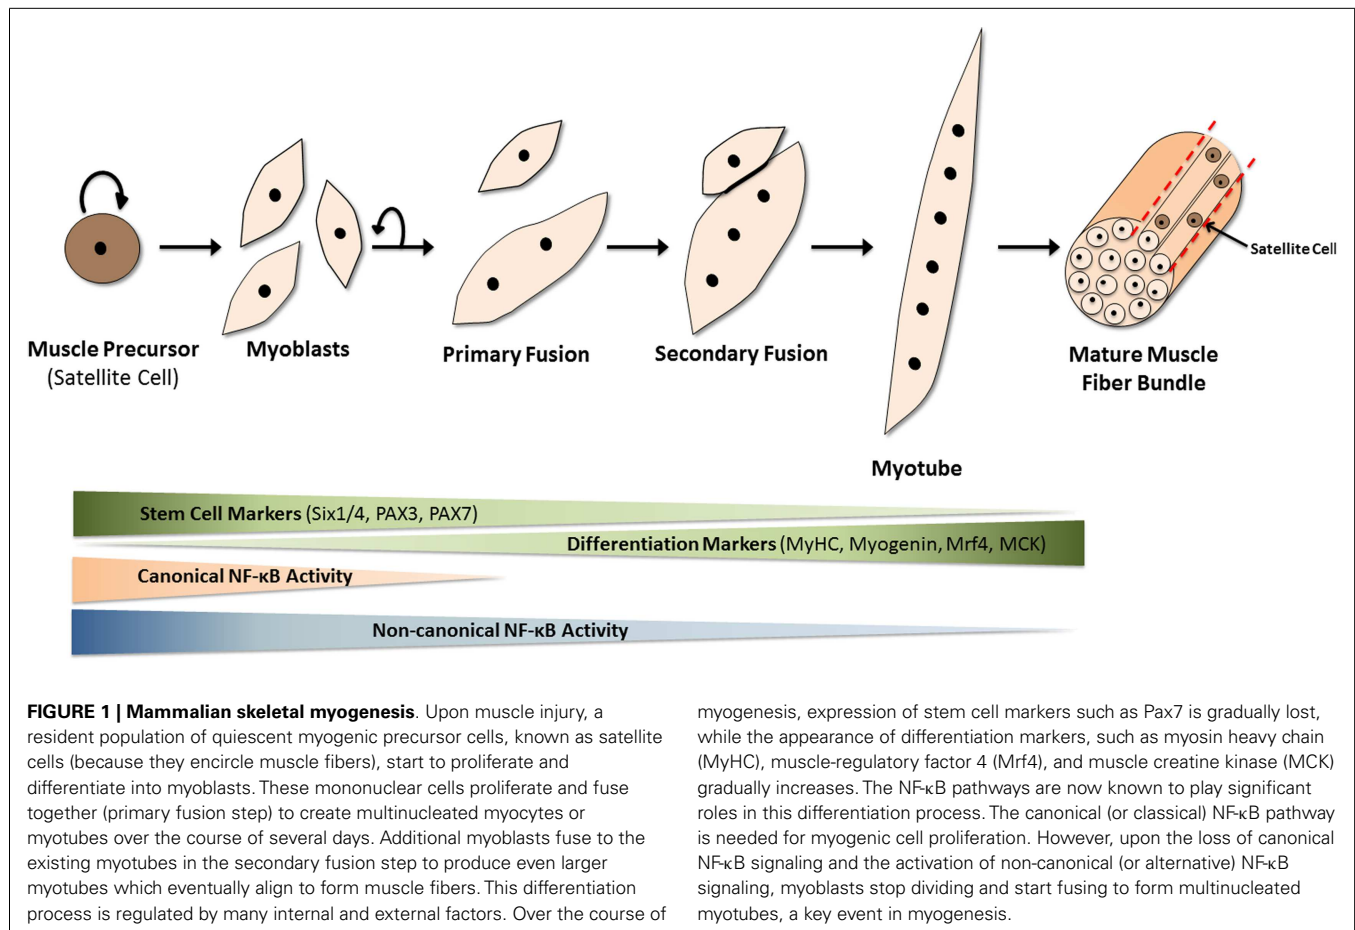 Satellite Cell
Muscle Precursor
(Satellite Cell)
Myoblasts
Primary Fusion
Secondary Fusion
Mature Muscle
Fiber Bundle
Myotube
Stem Cell Markers (Six1/4, PAX3, PAX7)
Differentiation Markers (MyHC, Myogenin, Mrf4, MCK)
Canonical NF-κB Activity
Non-canonical NF-κB Activity
FIGURE 1 | Mammalian skeletal myogenesis. Upon muscle injury, a
resident population of quiescent myogenic precursor cells, known as satellite
cells (because they encircle muscle fibers), start to proliferate and
differentiate into myoblasts. These mononuclear cells proliferate and fuse
together (primary fusion step) to create multinucleated myocytes or
myotubes over the course of several days. Additional myoblasts fuse to the
existing myotubes in the secondary fusion step to produce even larger
myotubes which eventually align to form muscle fibers. This differentiation
process is regulated by many internal and external factors. Over the course of
myogenesis, expression of stem cell markers such as Pax7 is gradually lost,
while the appearance of differentiation markers, such as myosin heavy chain
(MyHC), muscle-regulatory factor 4 (Mrf4), and muscle creatine kinase (MCK)
gradually increases. The NF-κB pathways are now known to play significant
roles in this differentiation process. The canonical (or classical) NF-κB pathway
is needed for myogenic cell proliferation. However, upon the loss of canonical
NF-κB signaling and the activation of non-canonical (or alternative) NF-κB
signaling, myoblasts stop dividing and start fusing to form multinucleated
myotubes, a key event in myogenesis.